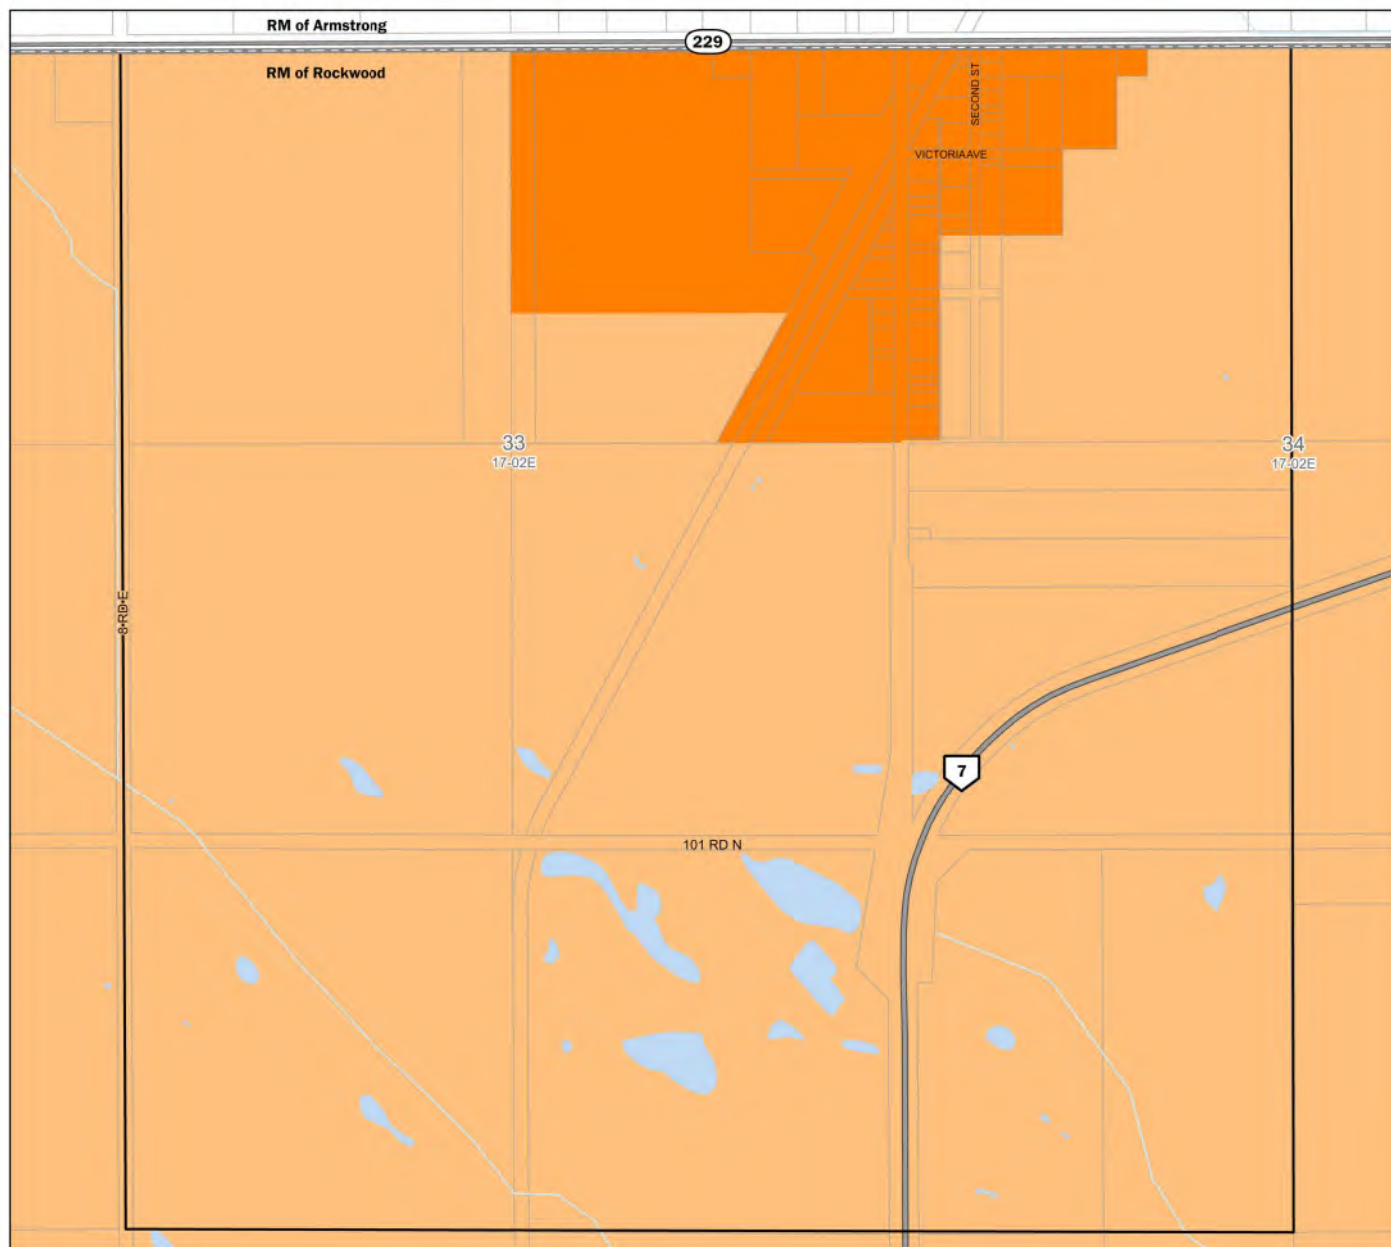 RM of Armstrong
229
RM of Rockwood
SECOND ST
VICTORIA AVE
33
17-02E
34
17-02E
8 RD E
7
101 RD N